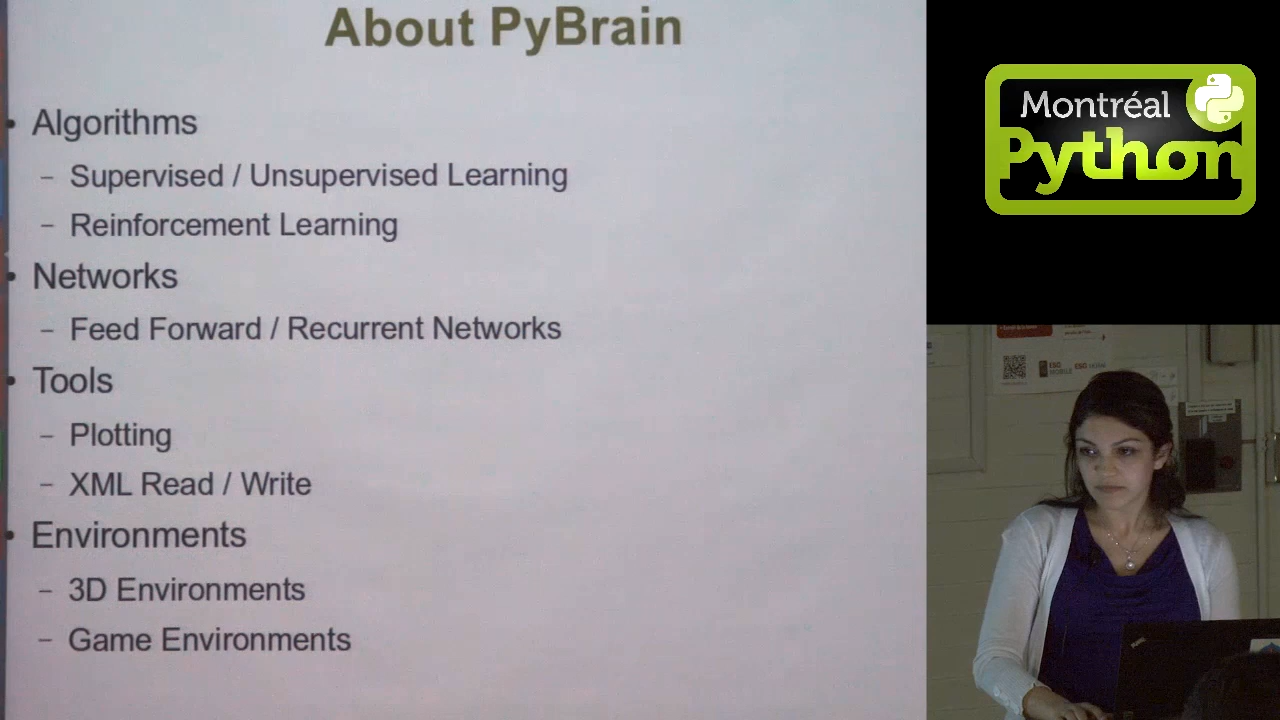 About PyBrain
• Algorithms
– Supervised / Unsupervised Learning
– Reinforcement Learning
• Networks
– Feed Forward / Recurrent Networks
• Tools
– Plotting
– XML Read / Write
• Environments
– 3D Environments
– Game Environments
Montréal
Python